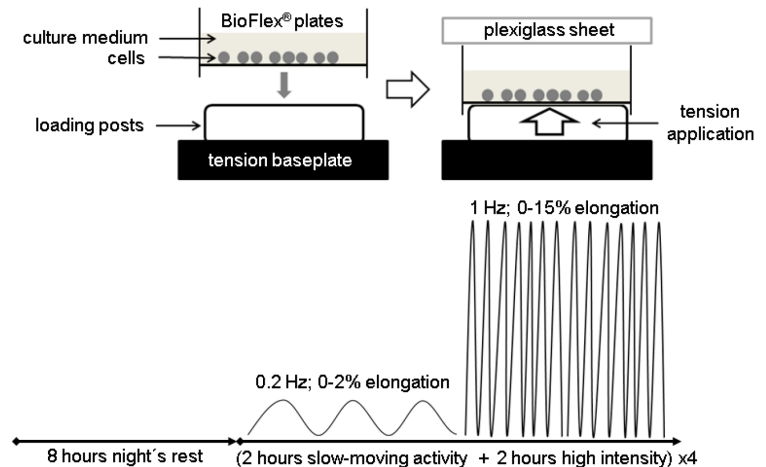 BioFlex® plates
culture medium
cells
loading posts
tension baseplate
plexiglass sheet
tension
application
1 Hz; 0-15% elongation
0.2 Hz; 0-2% elongation
8 hours night´s rest
(2 hours slow-moving activity + 2 hours high intensity) x4